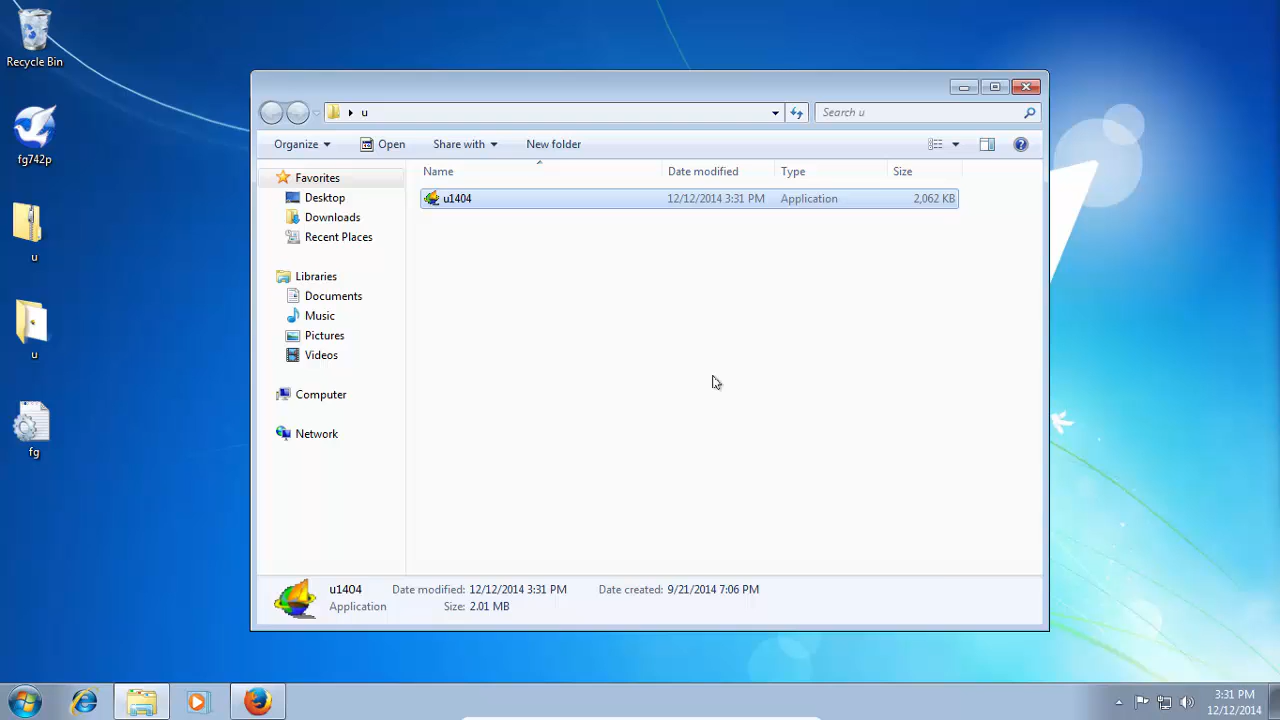 Recycle Bin
fg742p
u
u
fg
u
Search u
Organize
Open
Share with
New folder
Name
Date modified
Type
Size
u1404
12/12/2014 3:31 PM
Application
2,062 KB
Favorites
Desktop
Downloads
Recent Places
Libraries
Documents
Music
Pictures
Videos
Computer
Network
u1404
Date modified: 12/12/2014 3:31 PM
Date created: 9/21/2014 7:06 PM
Application
Size: 2.01 MB
3:31 PM
12/12/2014